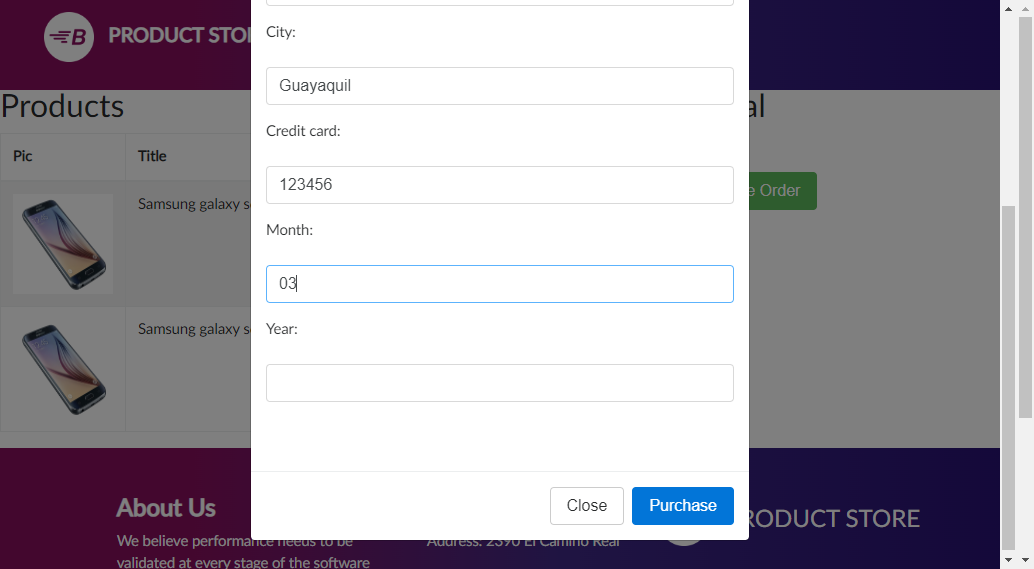 B PRODUCT STO
City:
Guayaquil
Products
Credit card:
Pic
Title
123456
Samsung galaxy s
e Order
Month:
03
Year:
Samsung galaxy s
Close
Purchase
About Us
We believe performance needs to be
validated at every stage of the software
Address: 2390 El Camino Real
RODUCT STORE